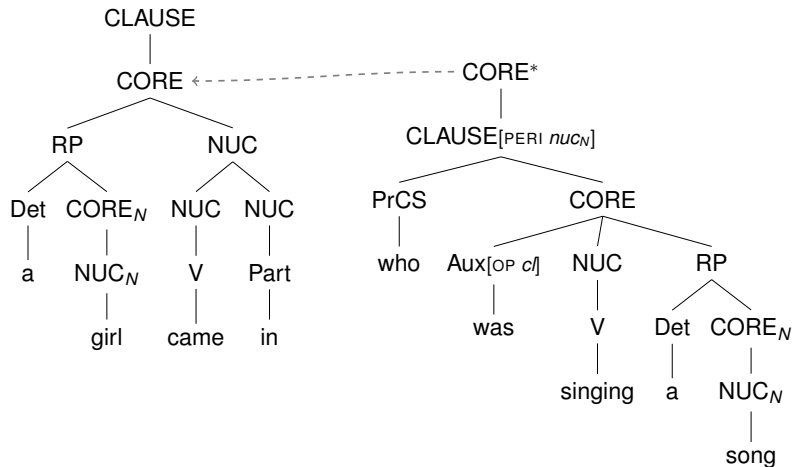 CLAUSE
CORE CORE*
RP NUC CLAUSE[PERI nucN]
Det COREN NUC NUC PrCS CORE
a NUCN V Part who Aux[OP cl] NUC RP
girl came in was V Det COREN
singing a NUCN
song